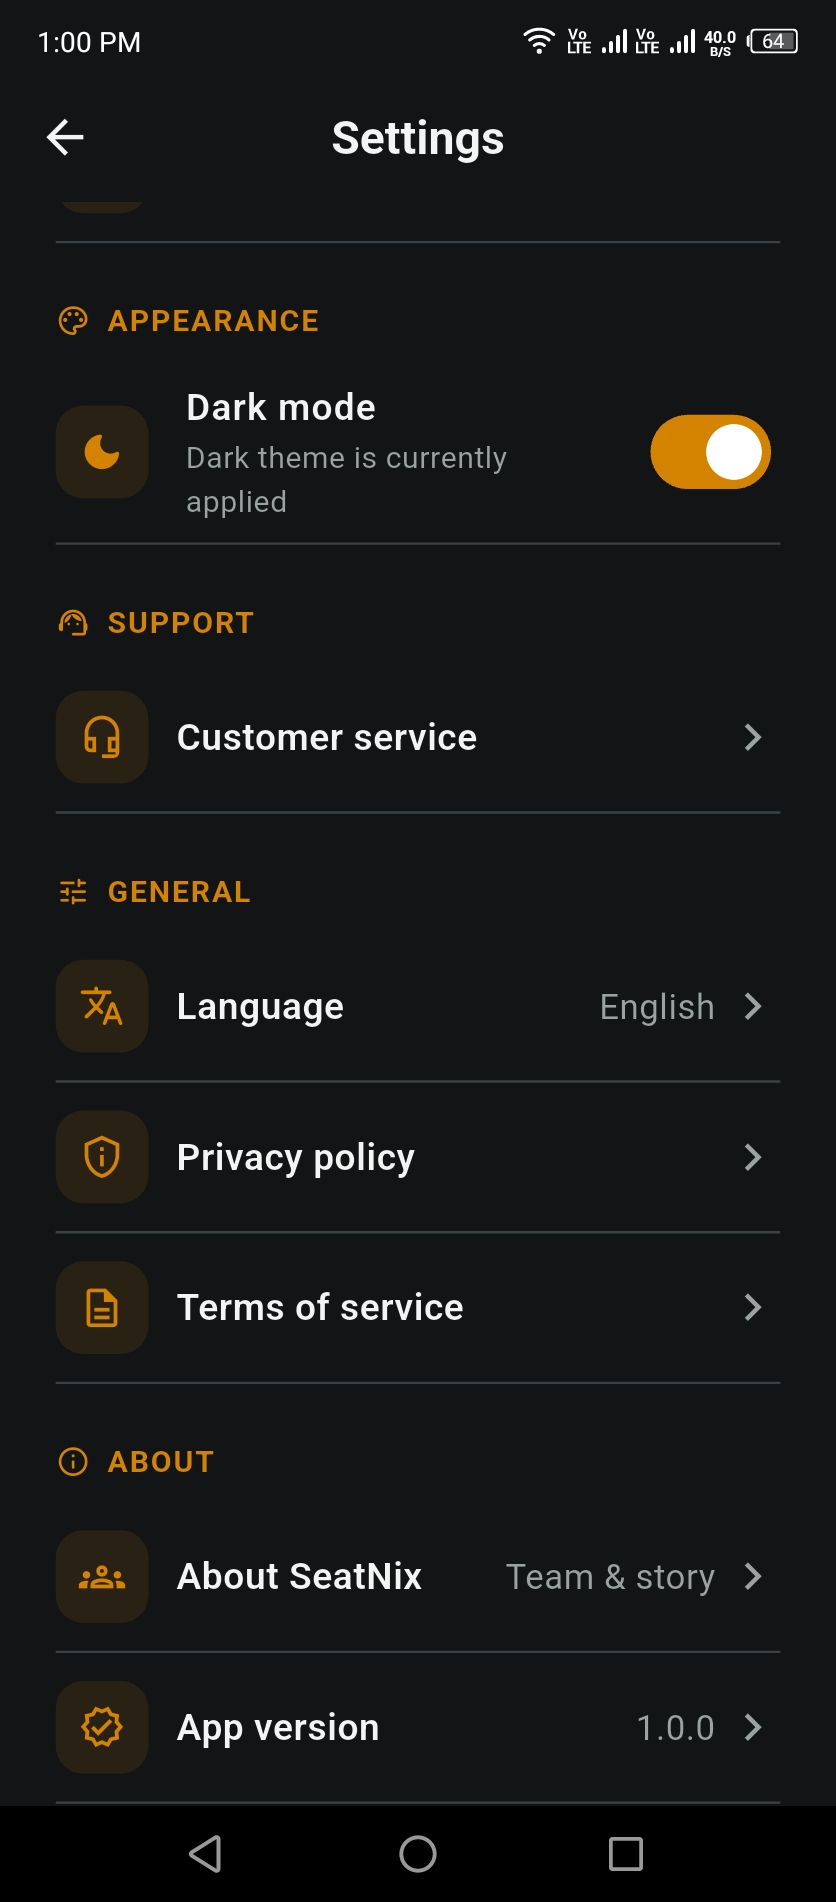 1:00 PM
Vo LTE Vo LTE 40.0 B/S 64
Settings
APPEARANCE
Dark mode
Dark theme is currently
applied
SUPPORT
Customer service
GENERAL
Language English
Privacy policy
Terms of service
ABOUT
About SeatNix Team & story
App version 1.0.0